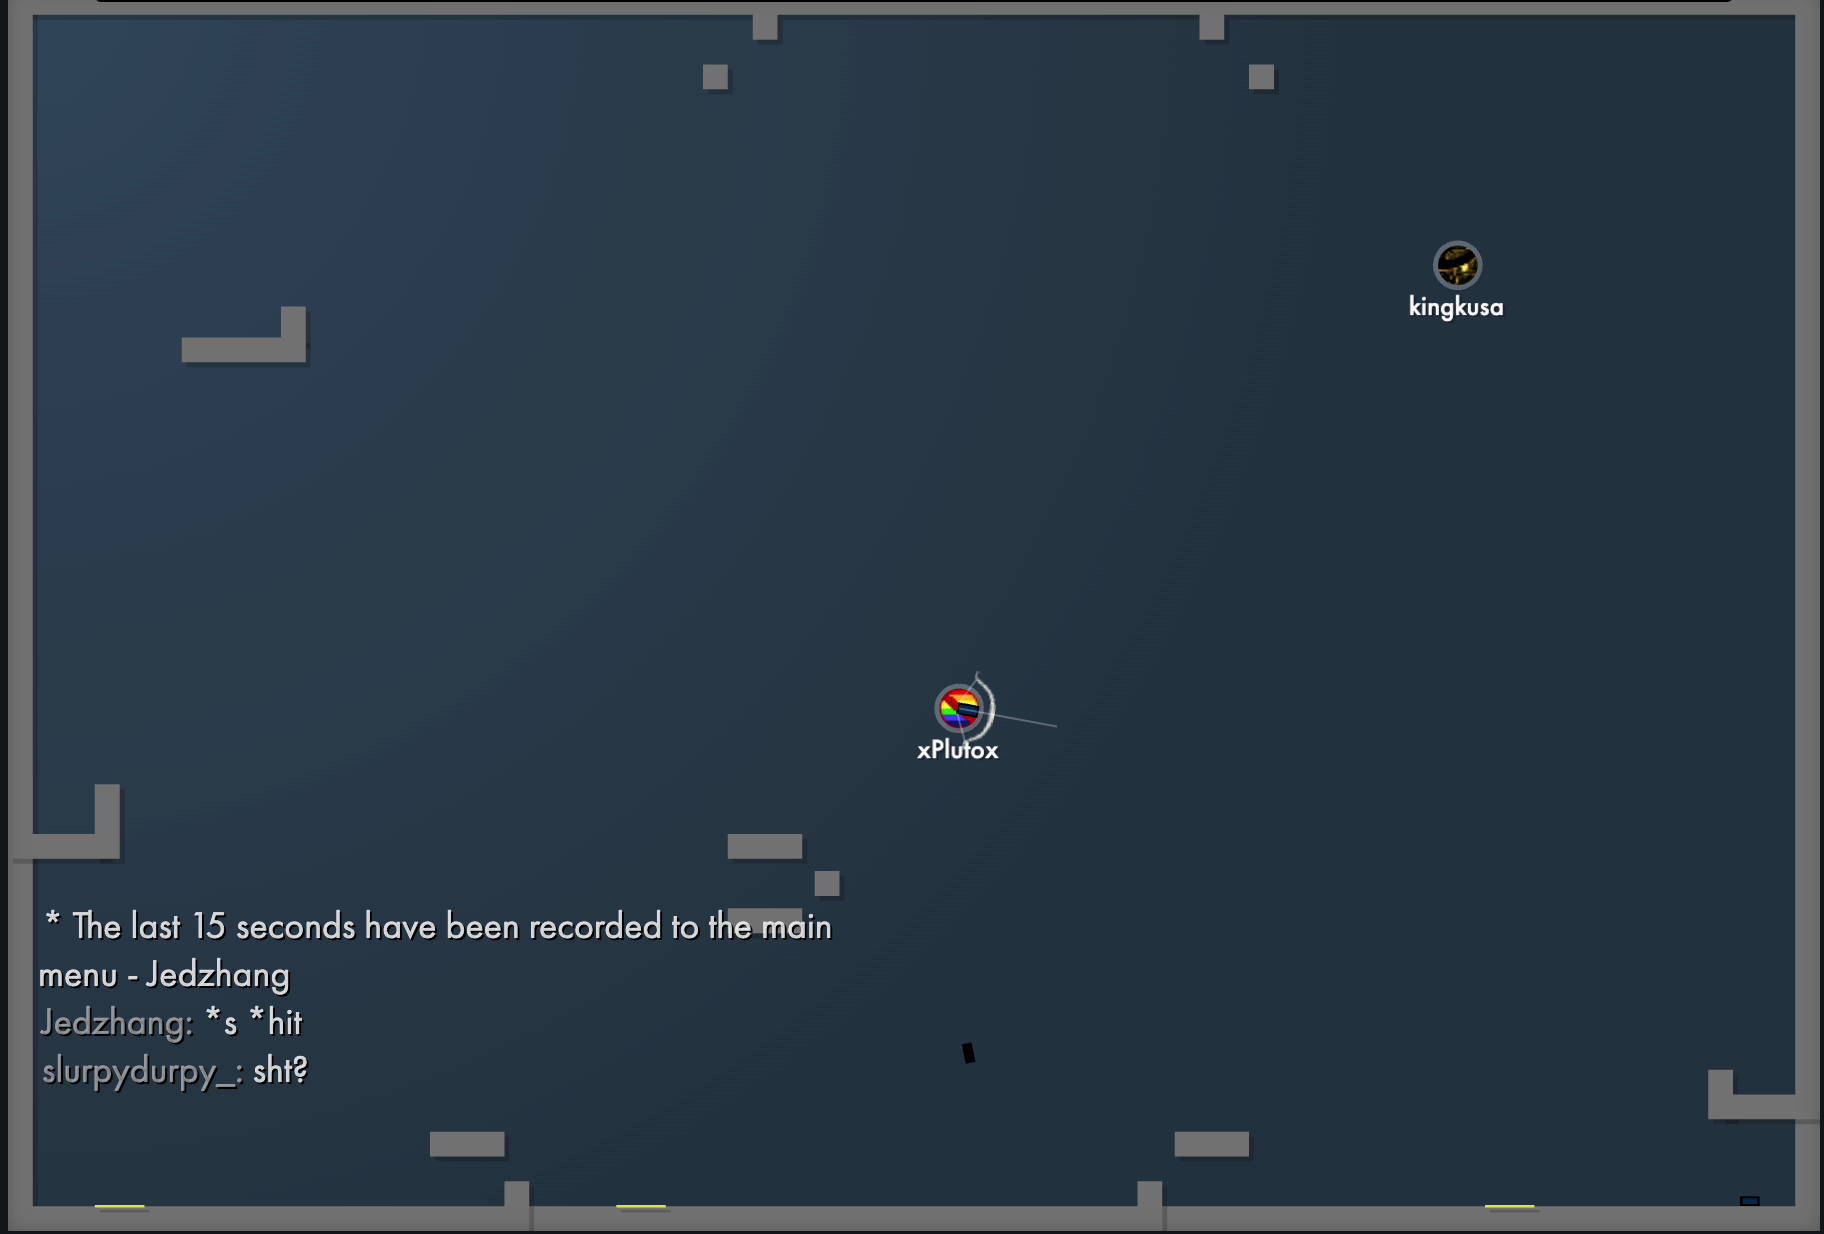 kingkusa
xPlutox
* The last 15 seconds have been recorded to the main
menu - Jedzhang
Jedzhang: *s *hit
slurpydurpy_: sht?